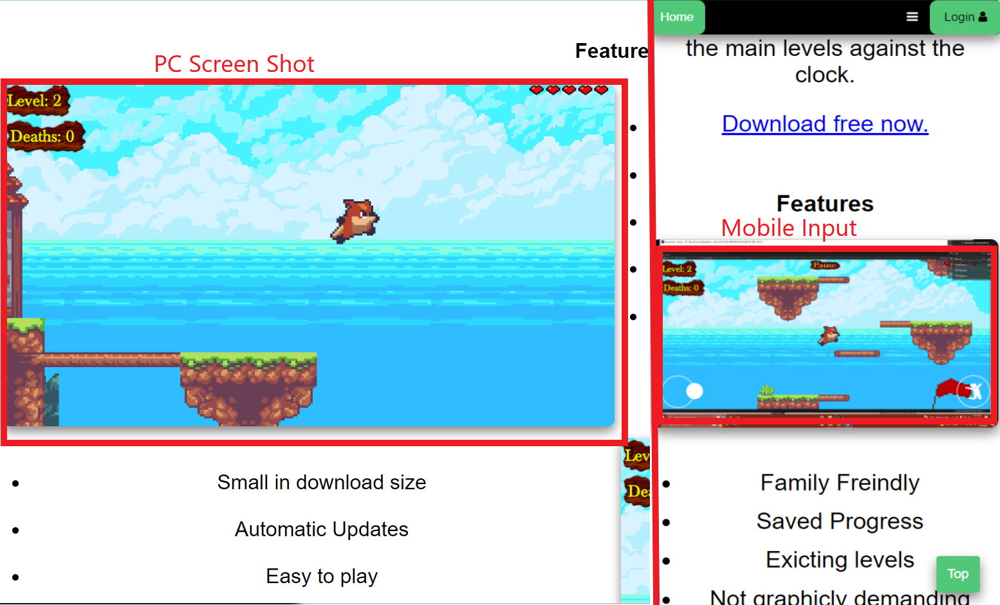 Feature
PC Screen Shot
Level: 2
Deaths: 0
Small in download size
Automatic Updates
Easy to play
Lev
De
Home
Login
the main levels against the
clock.
Download free now.
Features
Mobile Input
Level: 2
Pause
Deaths: 0
Family Freindly
Saved Progress
Exicting levels
Top
Not graphicly demanding